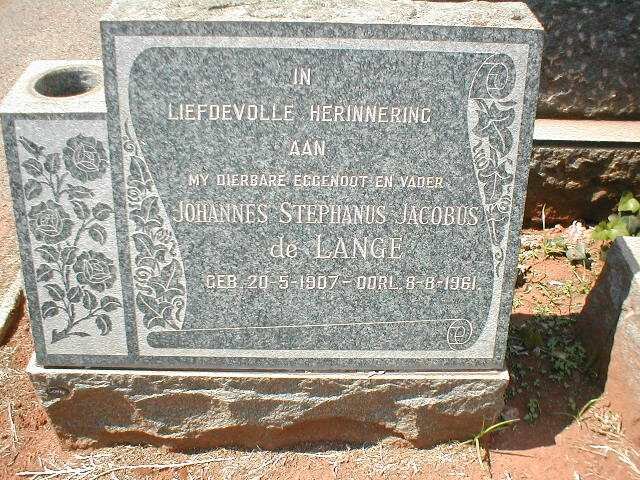 IN
LIEFDEVOLLE HERINNERING
AAN
MY DIERBARE EGGENOOT EN VADER
JOHANNES STEPHANUS JACOBUS
de LANGE
GEB. 20-5-1907 - OORL. 8-8-1961.